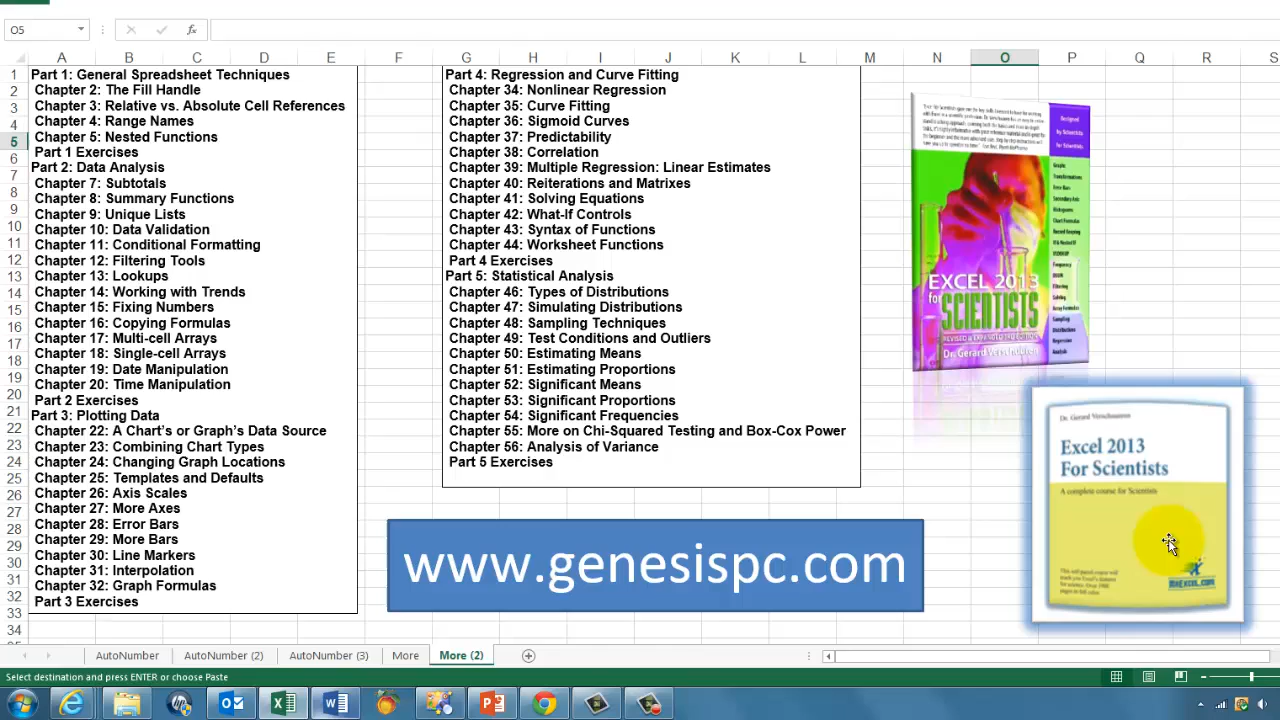 O5
A B C D E F G H I J K L M N O P Q R S
Part 1: General Spreadsheet Techniques
Chapter 2: The Fill Handle
Chapter 3: Relative vs. Absolute Cell References
Chapter 4: Range Names
Chapter 5: Nested Functions
Part 1 Exercises
Part 2: Data Analysis
Chapter 7: Subtotals
Chapter 8: Summary Functions
Chapter 9: Unique Lists
Chapter 10: Data Validation
Chapter 11: Conditional Formatting
Chapter 12: Filtering Tools
Chapter 13: Lookups
Chapter 14: Working with Trends
Chapter 15: Fixing Numbers
Chapter 16: Copying Formulas
Chapter 17: Multi-cell Arrays
Chapter 18: Single-cell Arrays
Chapter 19: Date Manipulation
Chapter 20: Time Manipulation
Part 2 Exercises
Part 3: Plotting Data
Chapter 22: A Chart's or Graph's Data Source
Chapter 23: Combining Chart Types
Chapter 24: Changing Graph Locations
Chapter 25: Templates and Defaults
Chapter 26: Axis Scales
Chapter 27: More Axes
Chapter 28: Error Bars
Chapter 29: More Bars
Chapter 30: Line Markers
Chapter 31: Interpolation
Chapter 32: Graph Formulas
Part 3 Exercises
Part 4: Regression and Curve Fitting
Chapter 34: Nonlinear Regression
Chapter 35: Curve Fitting
Chapter 36: Sigmoid Curves
Chapter 37: Predictability
Chapter 38: Correlation
Chapter 39: Multiple Regression: Linear Estimates
Chapter 40: Reiterations and Matrixes
Chapter 41: Solving Equations
Chapter 42: What-If Controls
Chapter 43: Syntax of Functions
Chapter 44: Worksheet Functions
Part 4 Exercises
Part 5: Statistical Analysis
Chapter 46: Types of Distributions
Chapter 47: Simulating Distributions
Chapter 48: Sampling Techniques
Chapter 49: Test Conditions and Outliers
Chapter 50: Estimating Means
Chapter 51: Estimating Proportions
Chapter 52: Significant Means
Chapter 53: Significant Proportions
Chapter 54: Significant Frequencies
Chapter 55: More on Chi-Squared Testing and Box-Cox Power
Chapter 56: Analysis of Variance
Part 5 Exercises
Designed
by Scientists
for Scientists
EXCEL 2013
for SCIENTISTS
Dr. Gerard Verschuuren
Dr. Gerard Verschuuren
Excel 2013
For Scientists
A complete course for Scientists
www.genesispc.com
AutoNumber AutoNumber (2) AutoNumber (3) More More (2)
Select destination and press ENTER or choose Paste